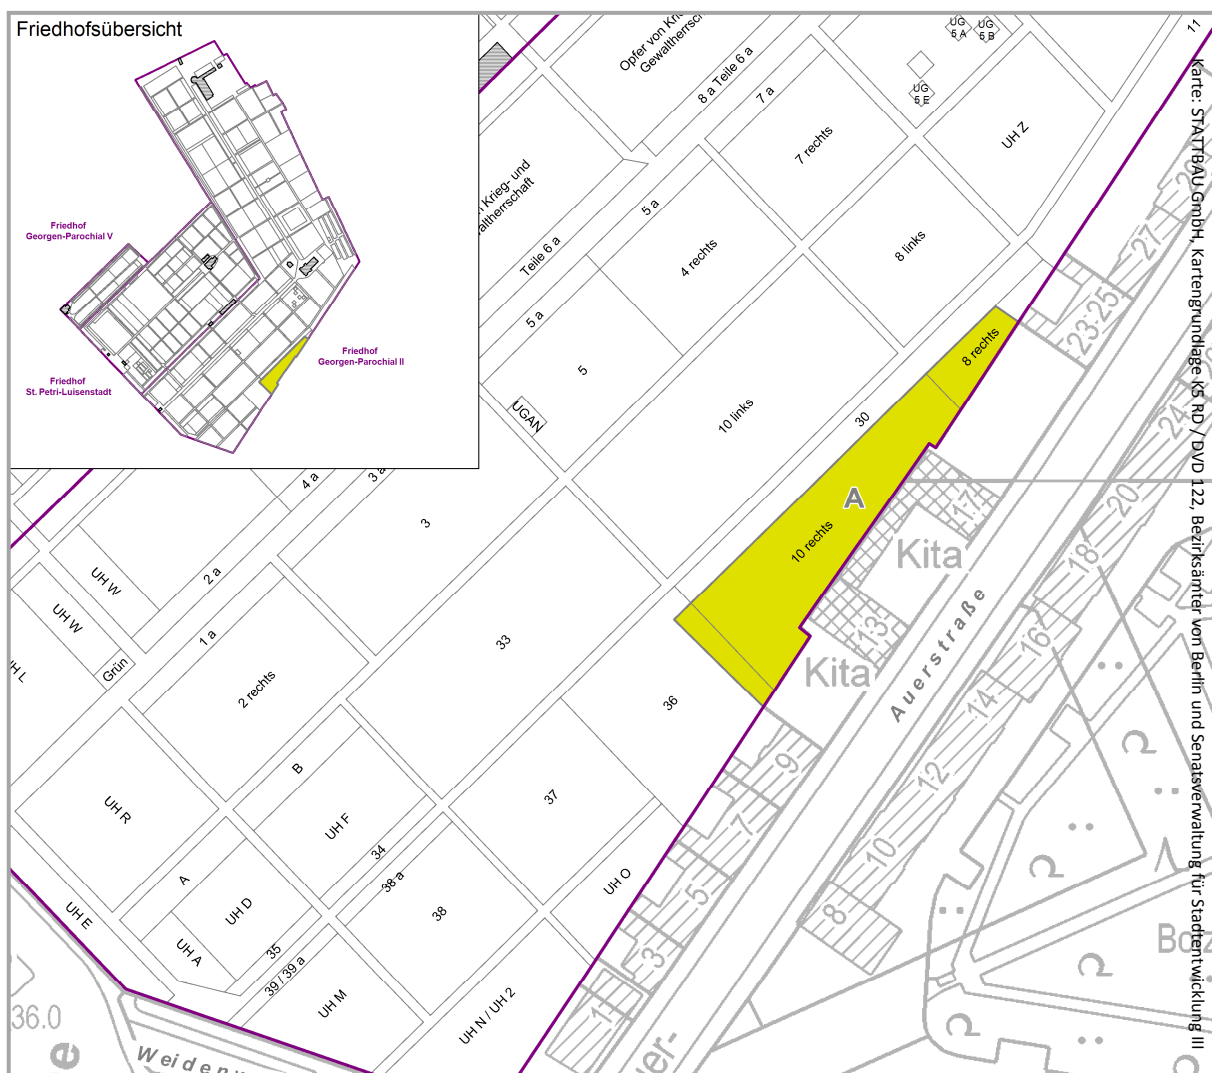 Friedhofsübersicht
Friedhof
Georgen-Parochial V
Friedhof
Georgen-Parochial II
Friedhof
St. Petri-Luisenstadt
Opfer von
UG
5 A
UG
5 B
UG
5 E
11
8 a Teile 6 a
7 a
7 rechts
UH Z
Krieg- und
5 a
Teile 6 a
4 rechts
8 links
5 a
5
UGAN
8 rechts
10 links
30
A
10 rechts
4 a
3 a
3
2 a
UH W
UH W
Grün
1 a
2 rechts
33
36
B
37
UH R
UH F
34
38 a
38
UH O
A
UH D
UH E
UH A
35
39 / 39 a
UH M
UH N / UH 2
27
23-25
24
20
18
16
14
12
10
8
17
Kita
13
Kita
9
7
5
3
1
Auerstraße
36.0
Karte: STATTBAU GmbH, Kartengrundlage K5 RD / DVD 122, Bezirksämter von Berlin und Senatsverwaltung für Stadtentwicklung III